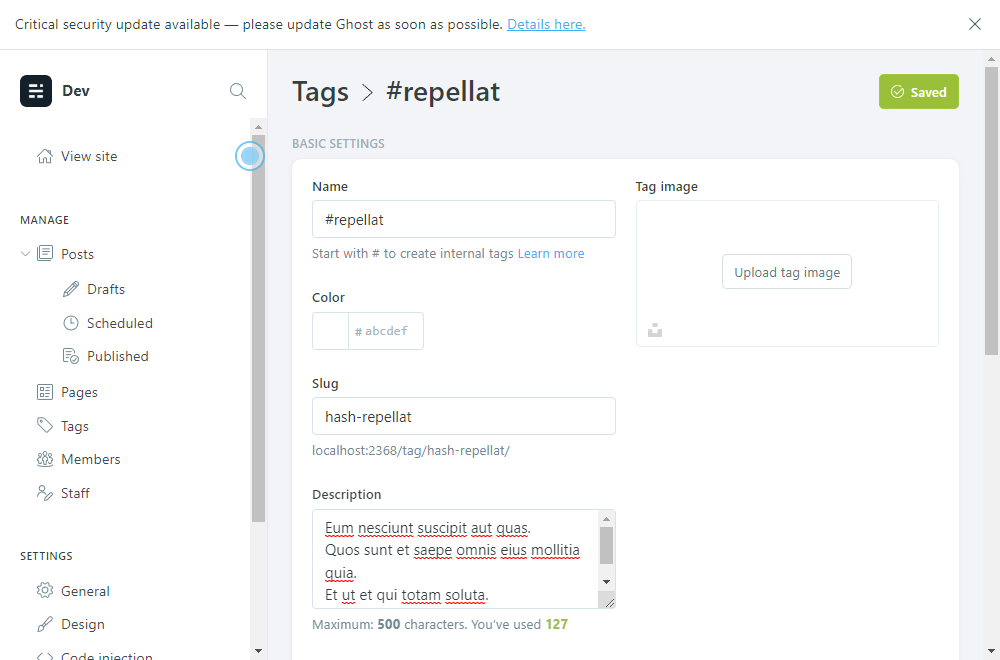 Critical security update available — please update Ghost as soon as possible. Details here.
Dev
View site
MANAGE
Posts
Drafts
Scheduled
Published
Pages
Tags
Members
Staff
SETTINGS
General
Design
Code injection
Tags > #repellat
Saved
BASIC SETTINGS
Name
#repellat
Start with # to create internal tags Learn more
Color
# abcdef
Slug
hash-repellat
localhost:2368/tag/hash-repellat/
Description
Eum nesciunt suscipit aut quas.
Quos sunt et saepe omnis eius mollitia
quia.
Et ut et qui totam soluta.
Maximum: 500 characters. You've used 127
Tag image
Upload tag image